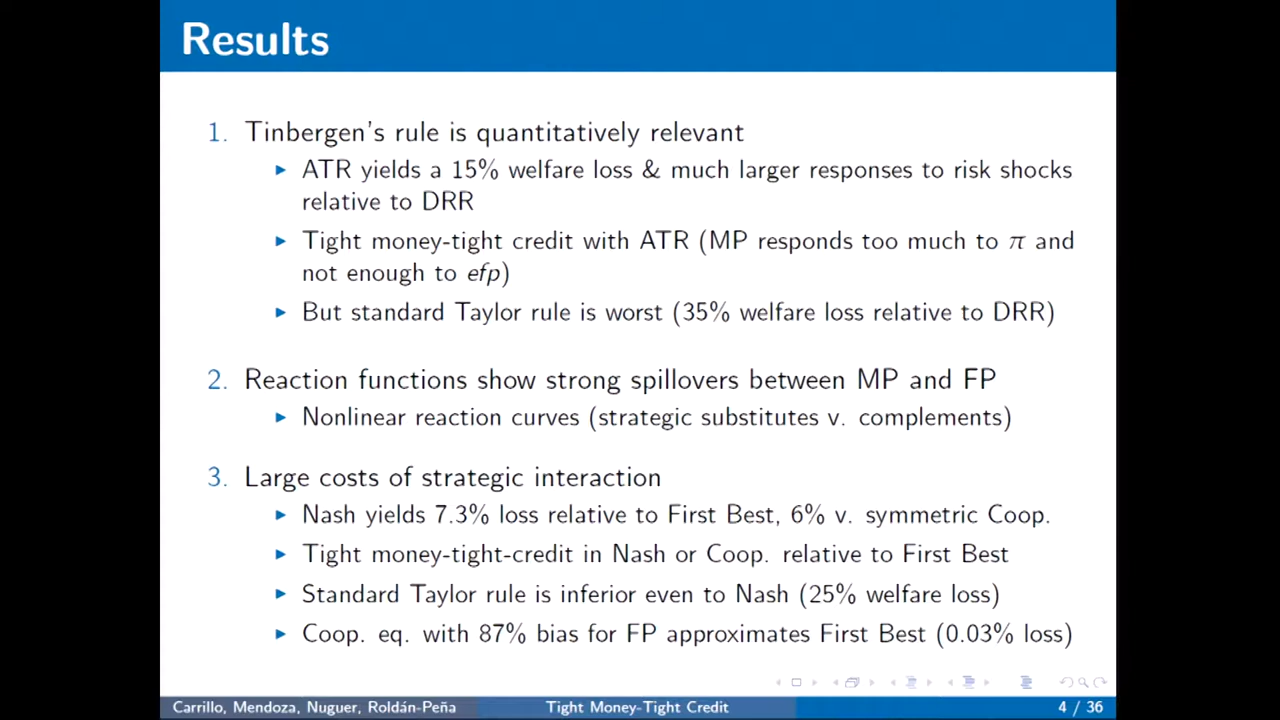 Results
1. Tinbergen's rule is quantitatively relevant
ATR yields a 15% welfare loss & much larger responses to risk shocks
relative to DRR
Tight money-tight credit with ATR (MP responds too much to π and
not enough to efp)
But standard Taylor rule is worst (35% welfare loss relative to DRR)
2. Reaction functions show strong spillovers between MP and FP
Nonlinear reaction curves (strategic substitutes v. complements)
3. Large costs of strategic interaction
Nash yields 7.3% loss relative to First Best, 6% v. symmetric Coop.
Tight money-tight-credit in Nash or Coop. relative to First Best
Standard Taylor rule is inferior even to Nash (25% welfare loss)
Coop. eq. with 87% bias for FP approximates First Best (0.03% loss)
Carrillo, Mendoza, Nuguer, Roldán-Peña Tight Money-Tight Credit 4 / 36